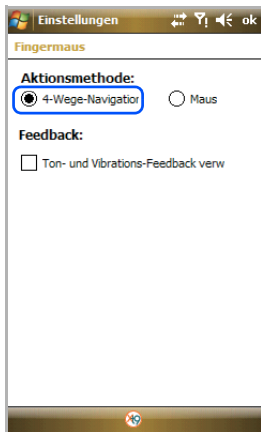 Einstellungen ok
Fingermaus
Aktionsmethode:
4-Wege-Navigation Maus
Feedback:
Ton- und Vibrations-Feedback verw